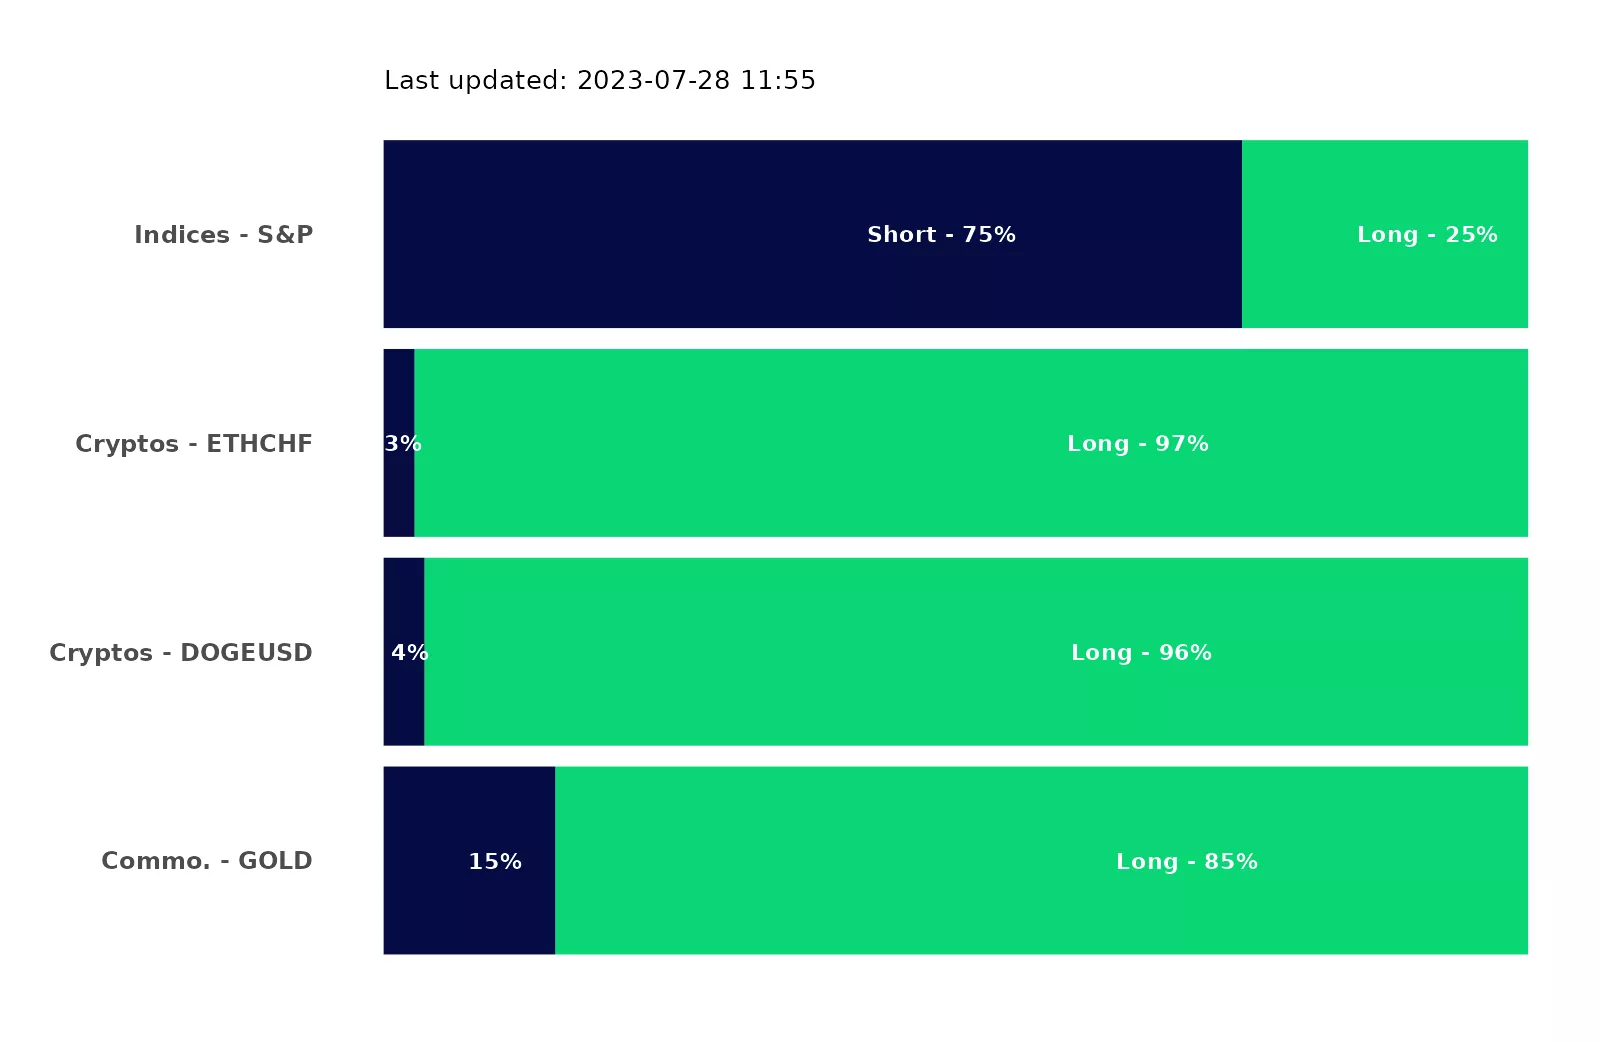 Last updated: 2023-07-28 11:55
Indices - S&P Short - 75% Long - 25%
Cryptos - ETHCHF 3% Long - 97%
Cryptos - DOGEUSD 4% Long - 96%
Commo. - GOLD 15% Long - 85%